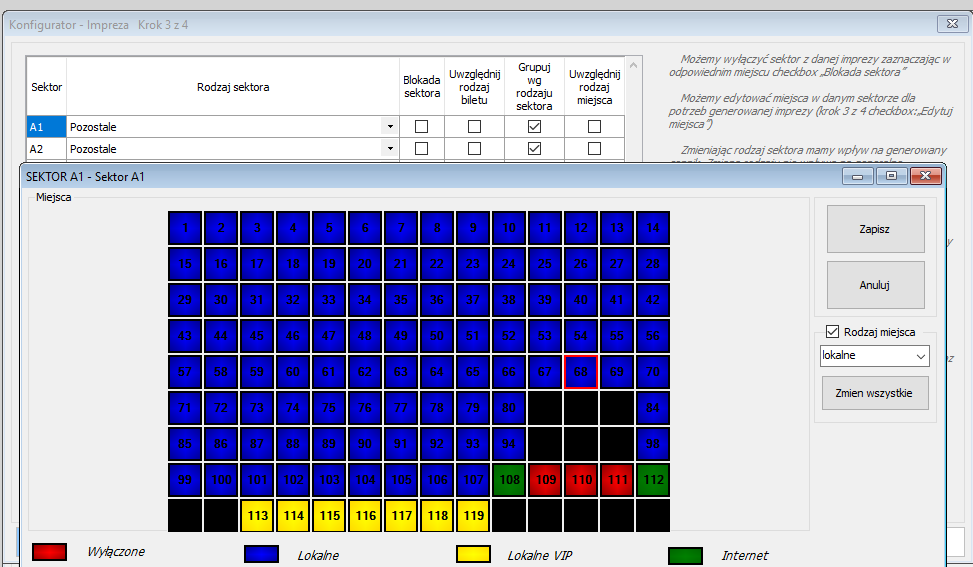 Konfigurator - Impreza   Krok 3 z 4
Sektor
Rodzaj sektora
Blokada
sektora
Uwzględnij
rodzaj
biletu
Grupuj
wg
rodzaju
sektora
Uwzględnij
rodzaj
miejsca
A1
Pozostale
A2
Pozostale
Możemy wyłączyć sektor z danej imprezy zaznaczając w
odpowiednim miejscu checkbox „Blokada sektora”
Możemy edytować miejsca w danym sektorze dla
potrzeb generowanej imprezy (krok 3 z 4 checkbox:„Edytuj
miejsca”)
Zmieniając rodzaj sektora mamy wpływ na generowany
SEKTOR A1 - Sektor A1
Miejsca
1 2 3 4 5 6 7 8 9 10 11 12 13 14
15 16 17 18 19 20 21 22 23 24 25 26 27 28
29 30 31 32 33 34 35 36 37 38 39 40 41 42
43 44 45 46 47 48 49 50 51 52 53 54 55 56
57 58 59 60 61 62 63 64 65 66 67 68 69 70
71 72 73 74 75 76 77 78 79 80 84
85 86 87 88 89 90 91 92 93 94 98
99 100 101 102 103 104 105 106 107 108 109 110 111 112
113 114 115 116 117 118 119
Zapisz
Anuluj
Rodzaj miejsca
lokalne
Zmien wszystkie
Wyłączone
Lokalne
Lokalne VIP
Internet